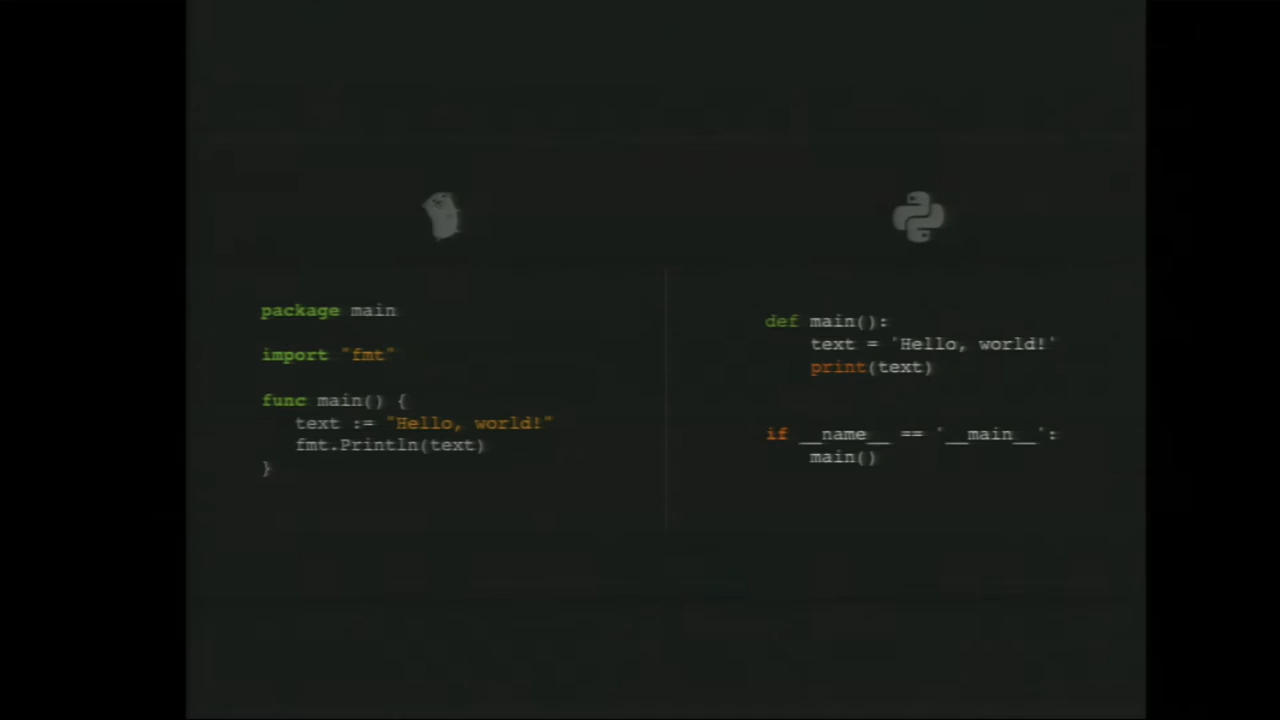 package main
import "fmt"
func main() {
text := "Hello, world!"
fmt.Println(text)
}
def main():
text = 'Hello, world!'
print(text)
if __name__ == '__main__':
main()